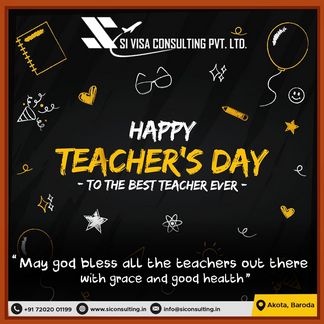 SI VISA CONSULTING PVT. LTD.
HAPPY
TEACHER'S DAY
- TO THE BEST TEACHER EVER -
"May god bless all the teachers out there
with grace and good health"
+91 72020 01199 www.siconsulting.in info@siconsulting.in Akota, Baroda